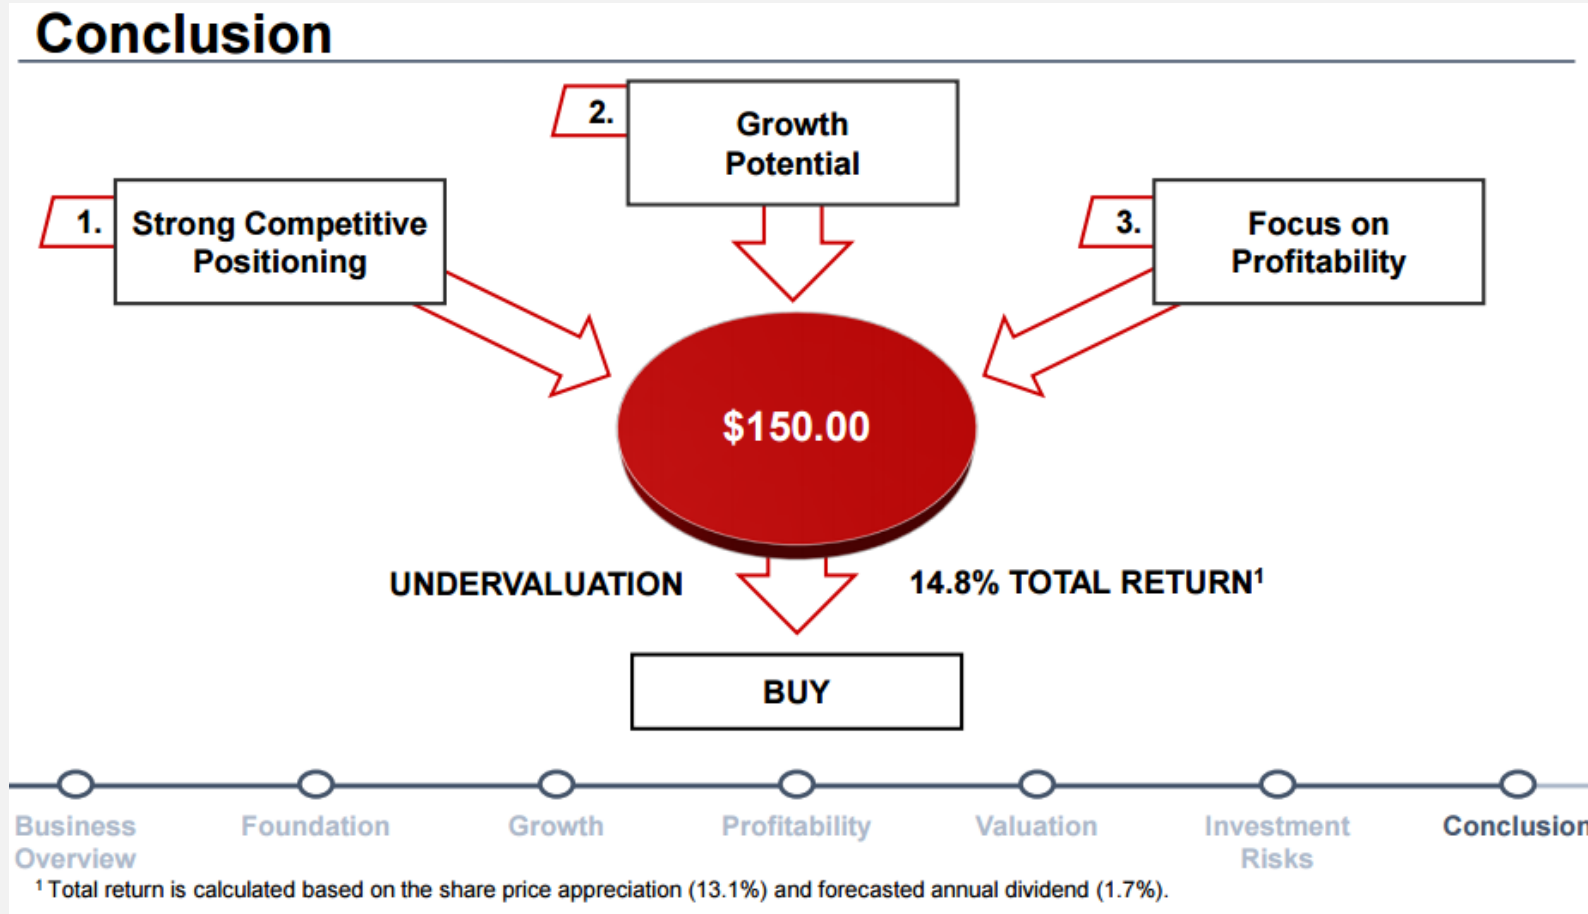 Conclusion
2.
Growth
Potential
1.
Strong Competitive
Positioning
3.
Focus on
Profitability
$150.00
UNDERVALUATION
14.8% TOTAL RETURN¹
BUY
Business
Overview
Foundation
Growth
Profitability
Valuation
Investment
Risks
Conclusion
¹ Total return is calculated based on the share price appreciation (13.1%) and forecasted annual dividend (1.7%).